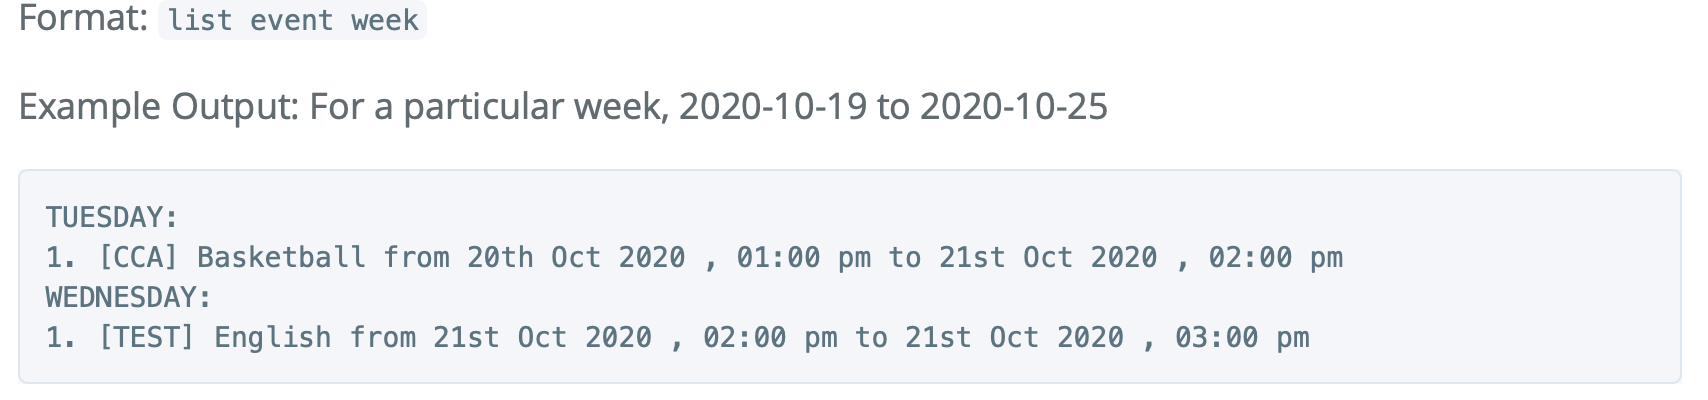 Format: list event week
Example Output: For a particular week, 2020-10-19 to 2020-10-25
TUESDAY:
1. [CCA] Basketball from 20th Oct 2020 , 01:00 pm to 21st Oct 2020 , 02:00 pm
WEDNESDAY:
1. [TEST] English from 21st Oct 2020 , 02:00 pm to 21st Oct 2020 , 03:00 pm